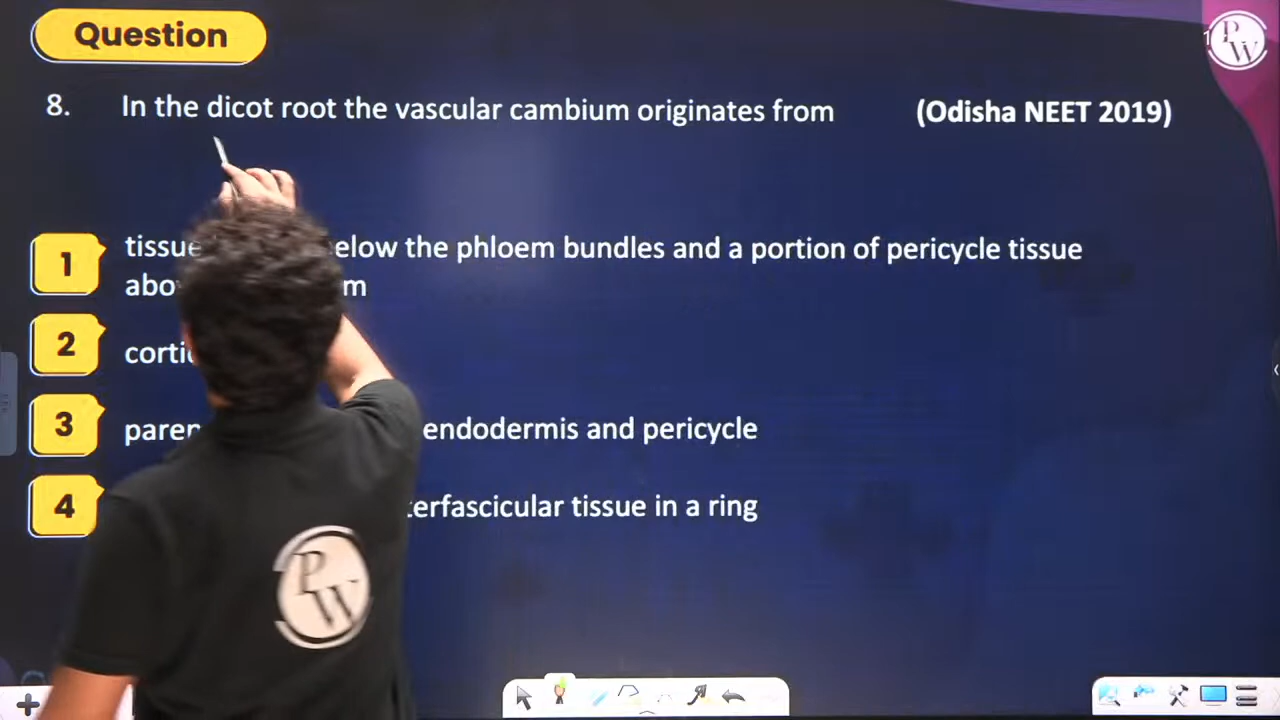 Question
8. In the dicot root the vascular cambium originates from (Odisha NEET 2019)
1 tissue elow the phloem bundles and a portion of pericycle tissue
abo m
2 corti
3 paren endodermis and pericycle
4 terfascicular tissue in a ring
PW
PW